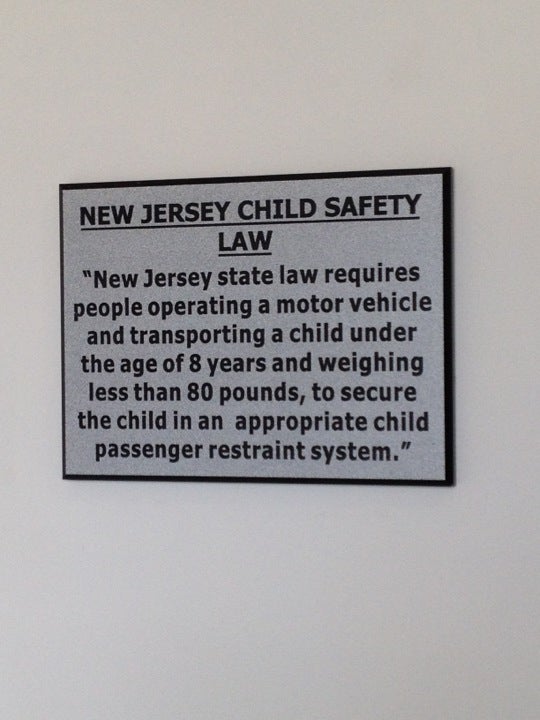 NEW JERSEY CHILD SAFETY
LAW
"New Jersey state law requires
people operating a motor vehicle
and transporting a child under
the age of 8 years and weighing
less than 80 pounds, to secure
the child in an  appropriate child
passenger restraint system."